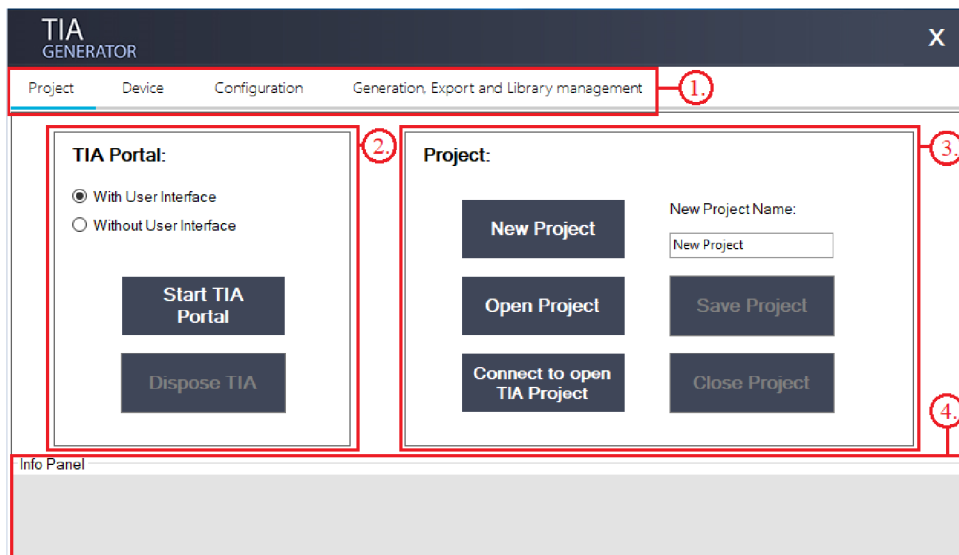 TIA
GENERATOR
X
Project Device Configuration Generation, Export and Library management
1.
2.
3.
TIA Portal:
With User Interface
Without User Interface
Start TIA
Portal
Dispose TIA
Project:
New Project
New Project Name:
New Project
Open Project
Save Project
Connect to open
TIA Project
Close Project
4.
Info Panel